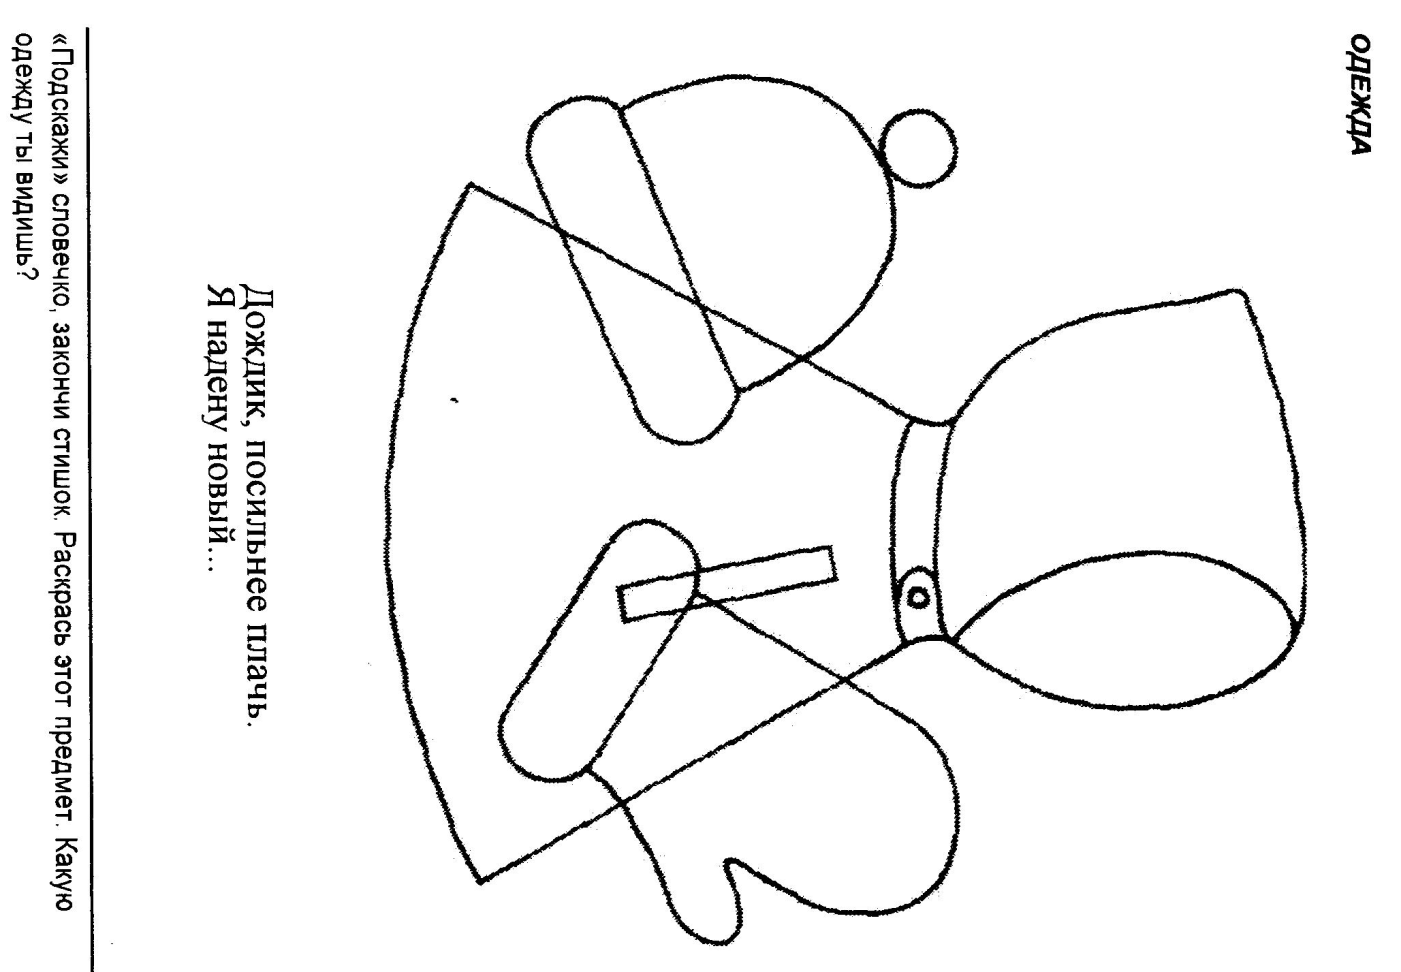 ОДЕЖДА
Дождик, посильнее плачь.
Я надену новый...
«Подскажи» словечко, закончи стишок. Раскрась этот предмет. Какую
одежду ты видишь?